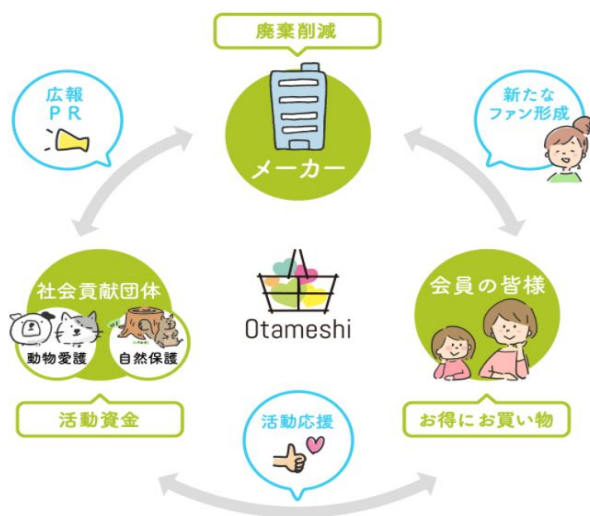 廃棄削減
メーカー
広報
PR
新たな
ファン形成
社会貢献団体
動物愛護
自然保護
Otameshi
会員の皆様
活動資金
活動応援
お得にお買い物